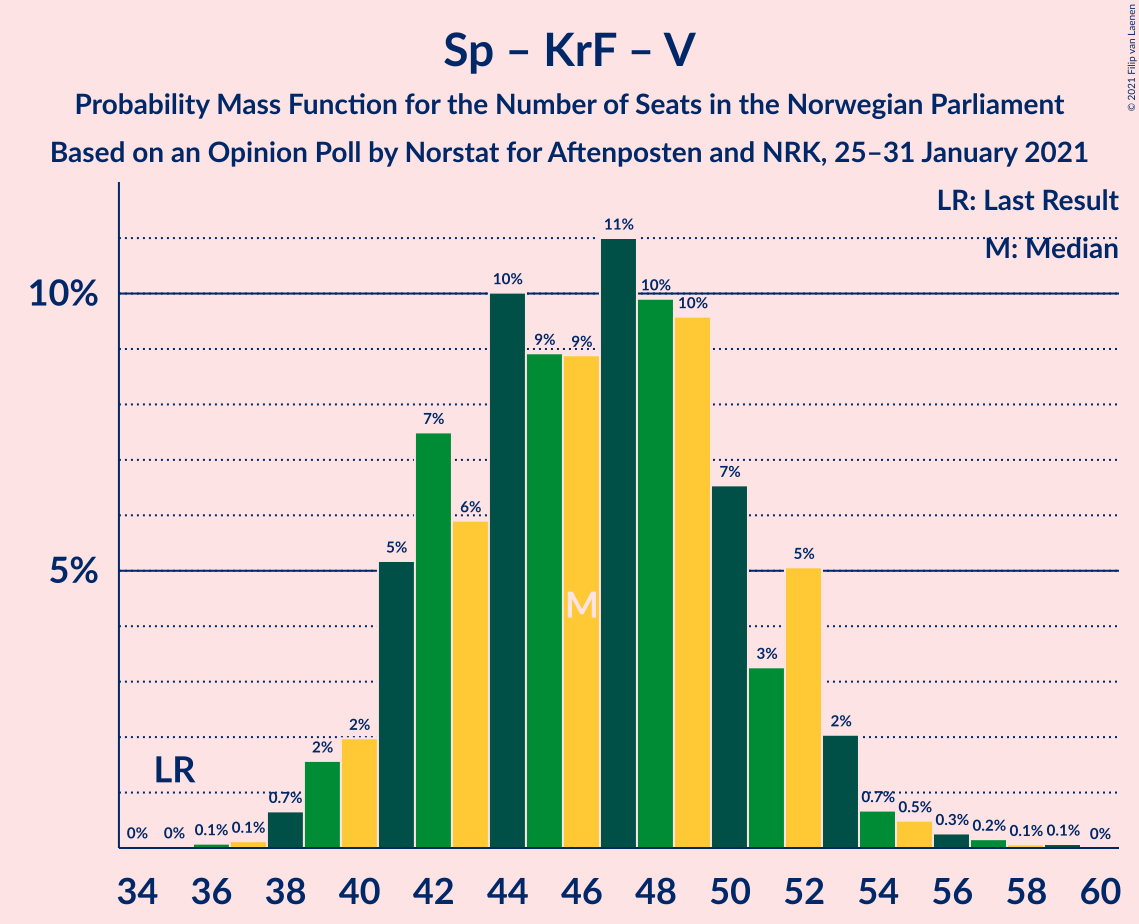 Sp – KrF – V
Probability Mass Function for the Number of Seats in the Norwegian Parliament
Based on an Opinion Poll by Norstat for Aftenposten and NRK, 25–31 January 2021
© 2021 Filip van Laenen
LR: Last Result
M: Median
10%
5%
0% 0% 0.1% 0.1% 0.7% 2% 2% 5% 7% 6% 10% 9% 9% 11% 10% 10% 7% 3% 5% 2% 0.7% 0.5% 0.3% 0.2% 0.1% 0.1% 0%
LR
M
34 36 38 40 42 44 46 48 50 52 54 56 58 60